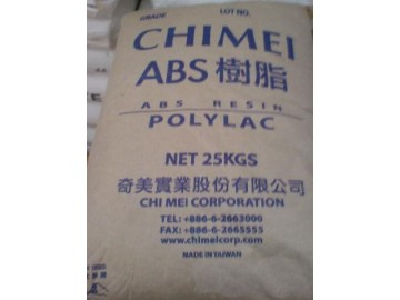 GRADE LOT NO.
CHIMEI
ABS 樹脂
ABS RESIN
POLYLAC
NET 25KGS
奇美實業股份有限公司
CHI MEI CORPORATION
TEL: +886-6-2663000
FAX: +886-6-2665555
www.chimeicorp.com
MADE IN TAIWAN